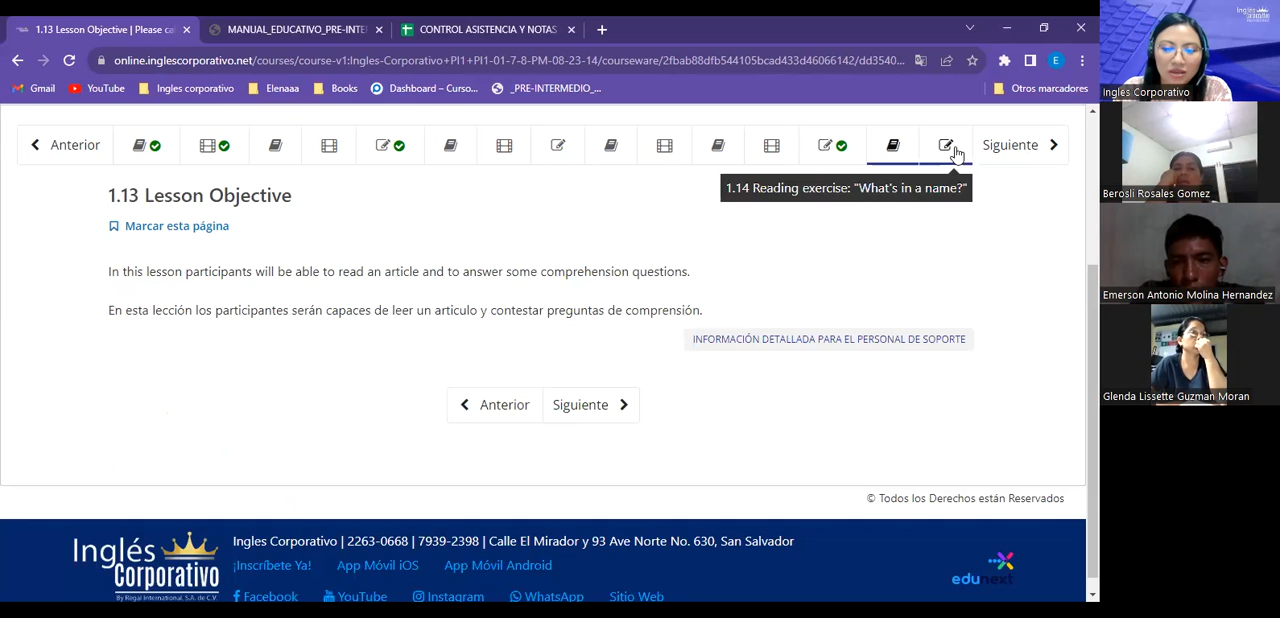 1.13 Lesson Objective | Please ca
MANUAL_EDUCATIVO_PRE-INTE
CONTROL ASISTENCIA Y NOTAS
online.inglescorporativo.net/courses/course-v1:Ingles-Corporativo+PI1+PI1-01-7-8-PM-08-23-14/courseware/2fbab88dfb544105bcad433d46066142/dd3540...
E
Gmail
YouTube
Ingles corporativo
Elenaaa
Books
Dashboard – Curso...
_PRE-INTERMEDIO_...
Otros marcadores
Anterior
Siguiente
1.14 Reading exercise: "What's in a name?"
1.13 Lesson Objective
Marcar esta página
In this lesson participants will be able to read an article and to answer some comprehension questions.
En esta lección los participantes serán capaces de leer un articulo y contestar preguntas de comprensión.
INFORMACIÓN DETALLADA PARA EL PERSONAL DE SOPORTE
Anterior
Siguiente
© Todos los Derechos están Reservados
Inglés
Corporativo
By Regal International, S.A. de C.V.
Ingles Corporativo | 2263-0668 | 7939-2398 | Calle El Mirador y 93 Ave Norte No. 630, San Salvador
¡Inscríbete Ya!
App Móvil iOS
App Móvil Android
Facebook
YouTube
Instagram
WhatsApp
Sitio Web
edunext
Ingles Corporativo
Berosli Rosales Gomez
Emerson Antonio Molina Hernandez
Glenda Lissette Guzman Moran